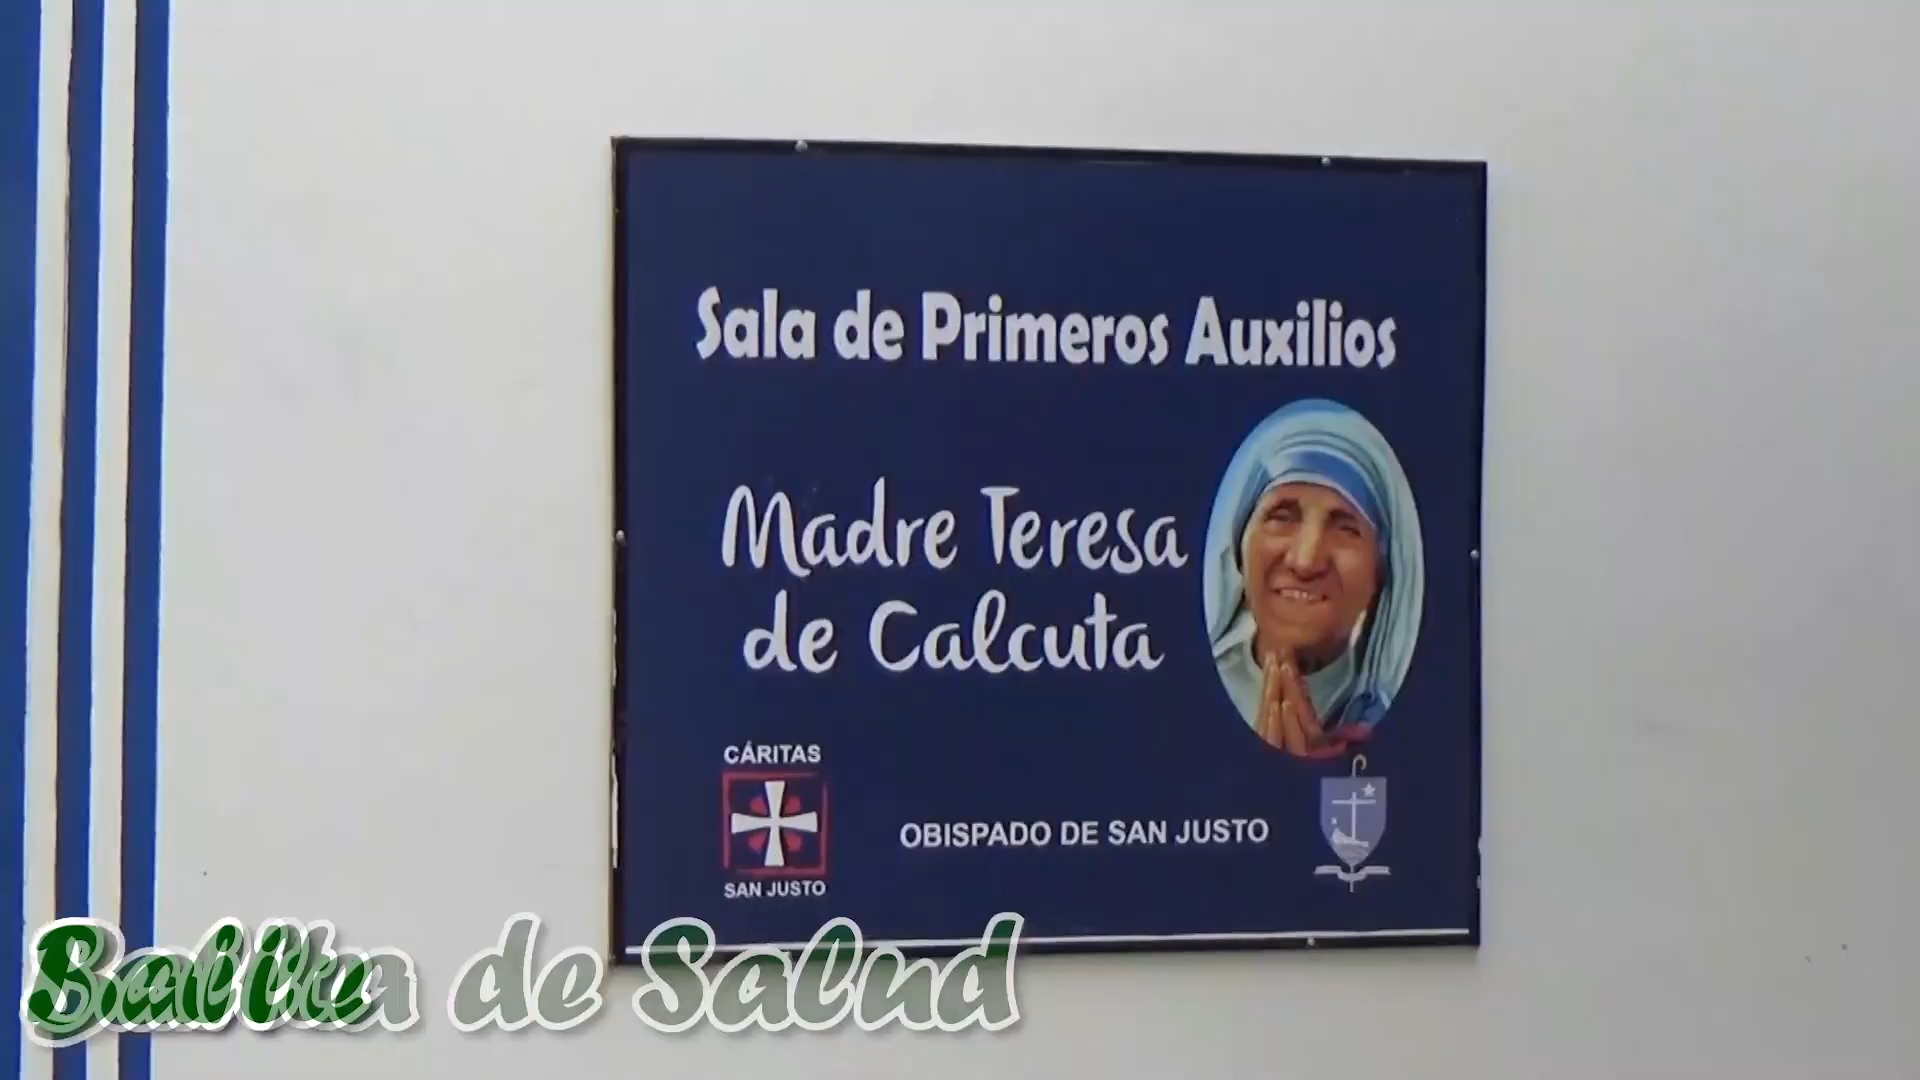 Sala de Primeros Auxilios
Madre Teresa
de Calcuta
CÁRITAS
SAN JUSTO
OBISPADO DE SAN JUSTO
de Salud